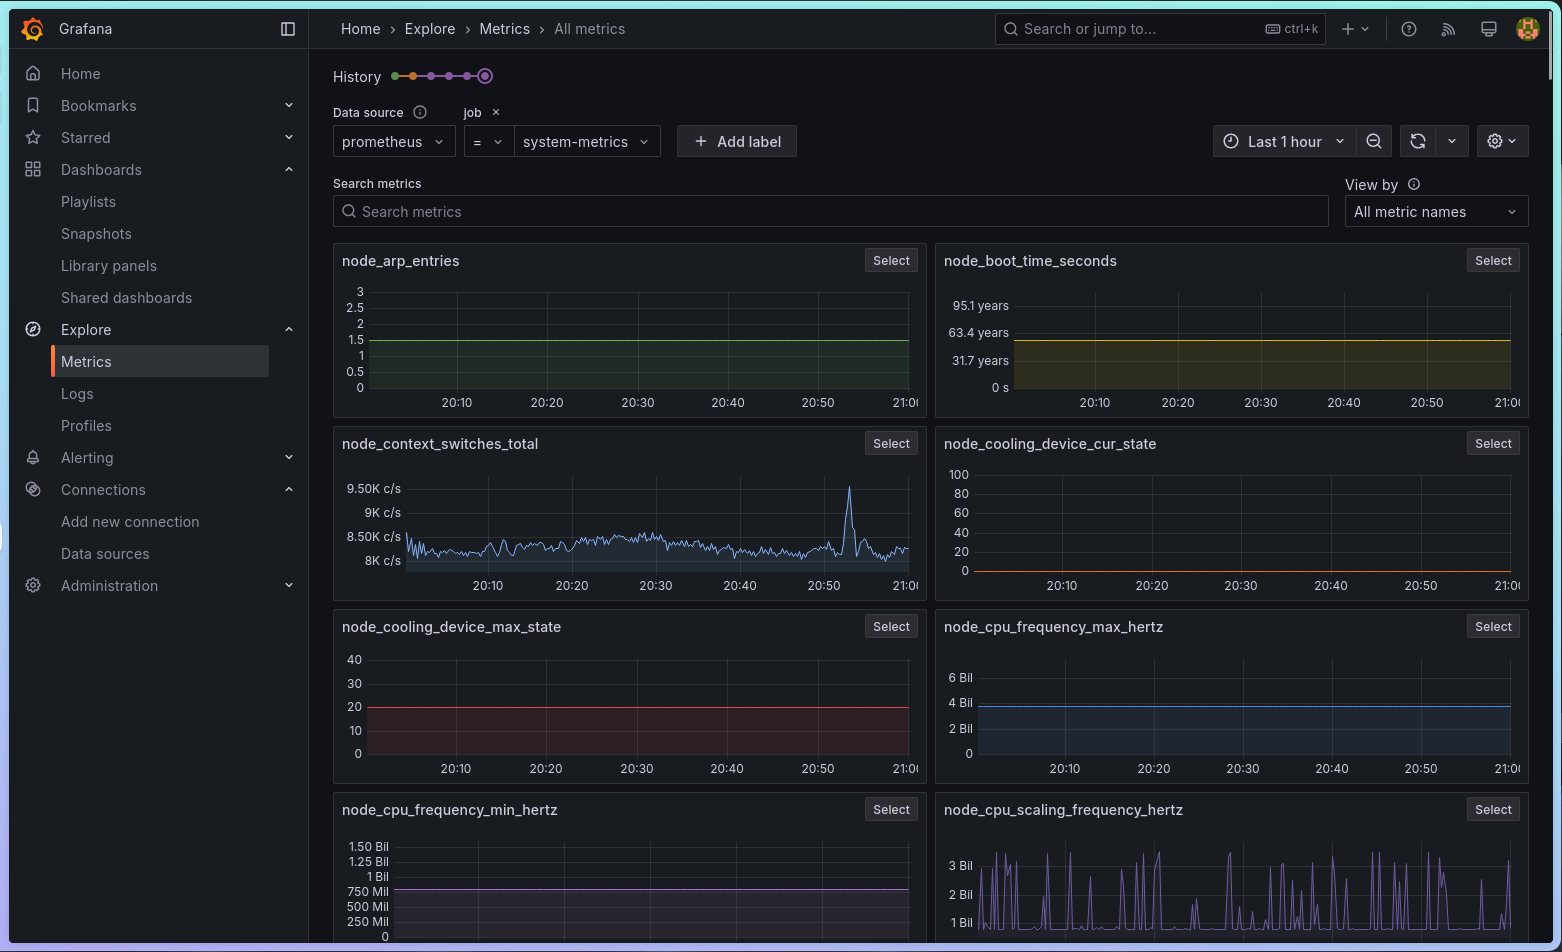 Grafana
Home
Bookmarks
Starred
Dashboards
Playlists
Snapshots
Library panels
Shared dashboards
Explore
Metrics
Logs
Profiles
Alerting
Connections
Add new connection
Data sources
Administration
Home > Explore > Metrics > All metrics
Search or jump to... ctrl+k
History
Data source job ×
prometheus = system-metrics + Add label
Last 1 hour
Search metrics View by
Search metrics All metric names
node_arp_entries Select
3
2.5
2
1.5
1
0.5
0
20:10 20:20 20:30 20:40 20:50 21:00
node_boot_time_seconds Select
95.1 years
63.4 years
31.7 years
0 s
20:10 20:20 20:30 20:40 20:50 21:00
node_context_switches_total Select
9.50K c/s
9K c/s
8.50K c/s
8K c/s
20:10 20:20 20:30 20:40 20:50 21:00
node_cooling_device_cur_state Select
100
80
60
40
20
0
20:10 20:20 20:30 20:40 20:50 21:00
node_cooling_device_max_state Select
40
30
20
10
0
20:10 20:20 20:30 20:40 20:50 21:00
node_cpu_frequency_max_hertz Select
6 Bil
4 Bil
2 Bil
0
20:10 20:20 20:30 20:40 20:50 21:00
node_cpu_frequency_min_hertz Select
1.50 Bil
1.25 Bil
1 Bil
750 Mil
500 Mil
250 Mil
0
node_cpu_scaling_frequency_hertz Select
3 Bil
2 Bil
1 Bil